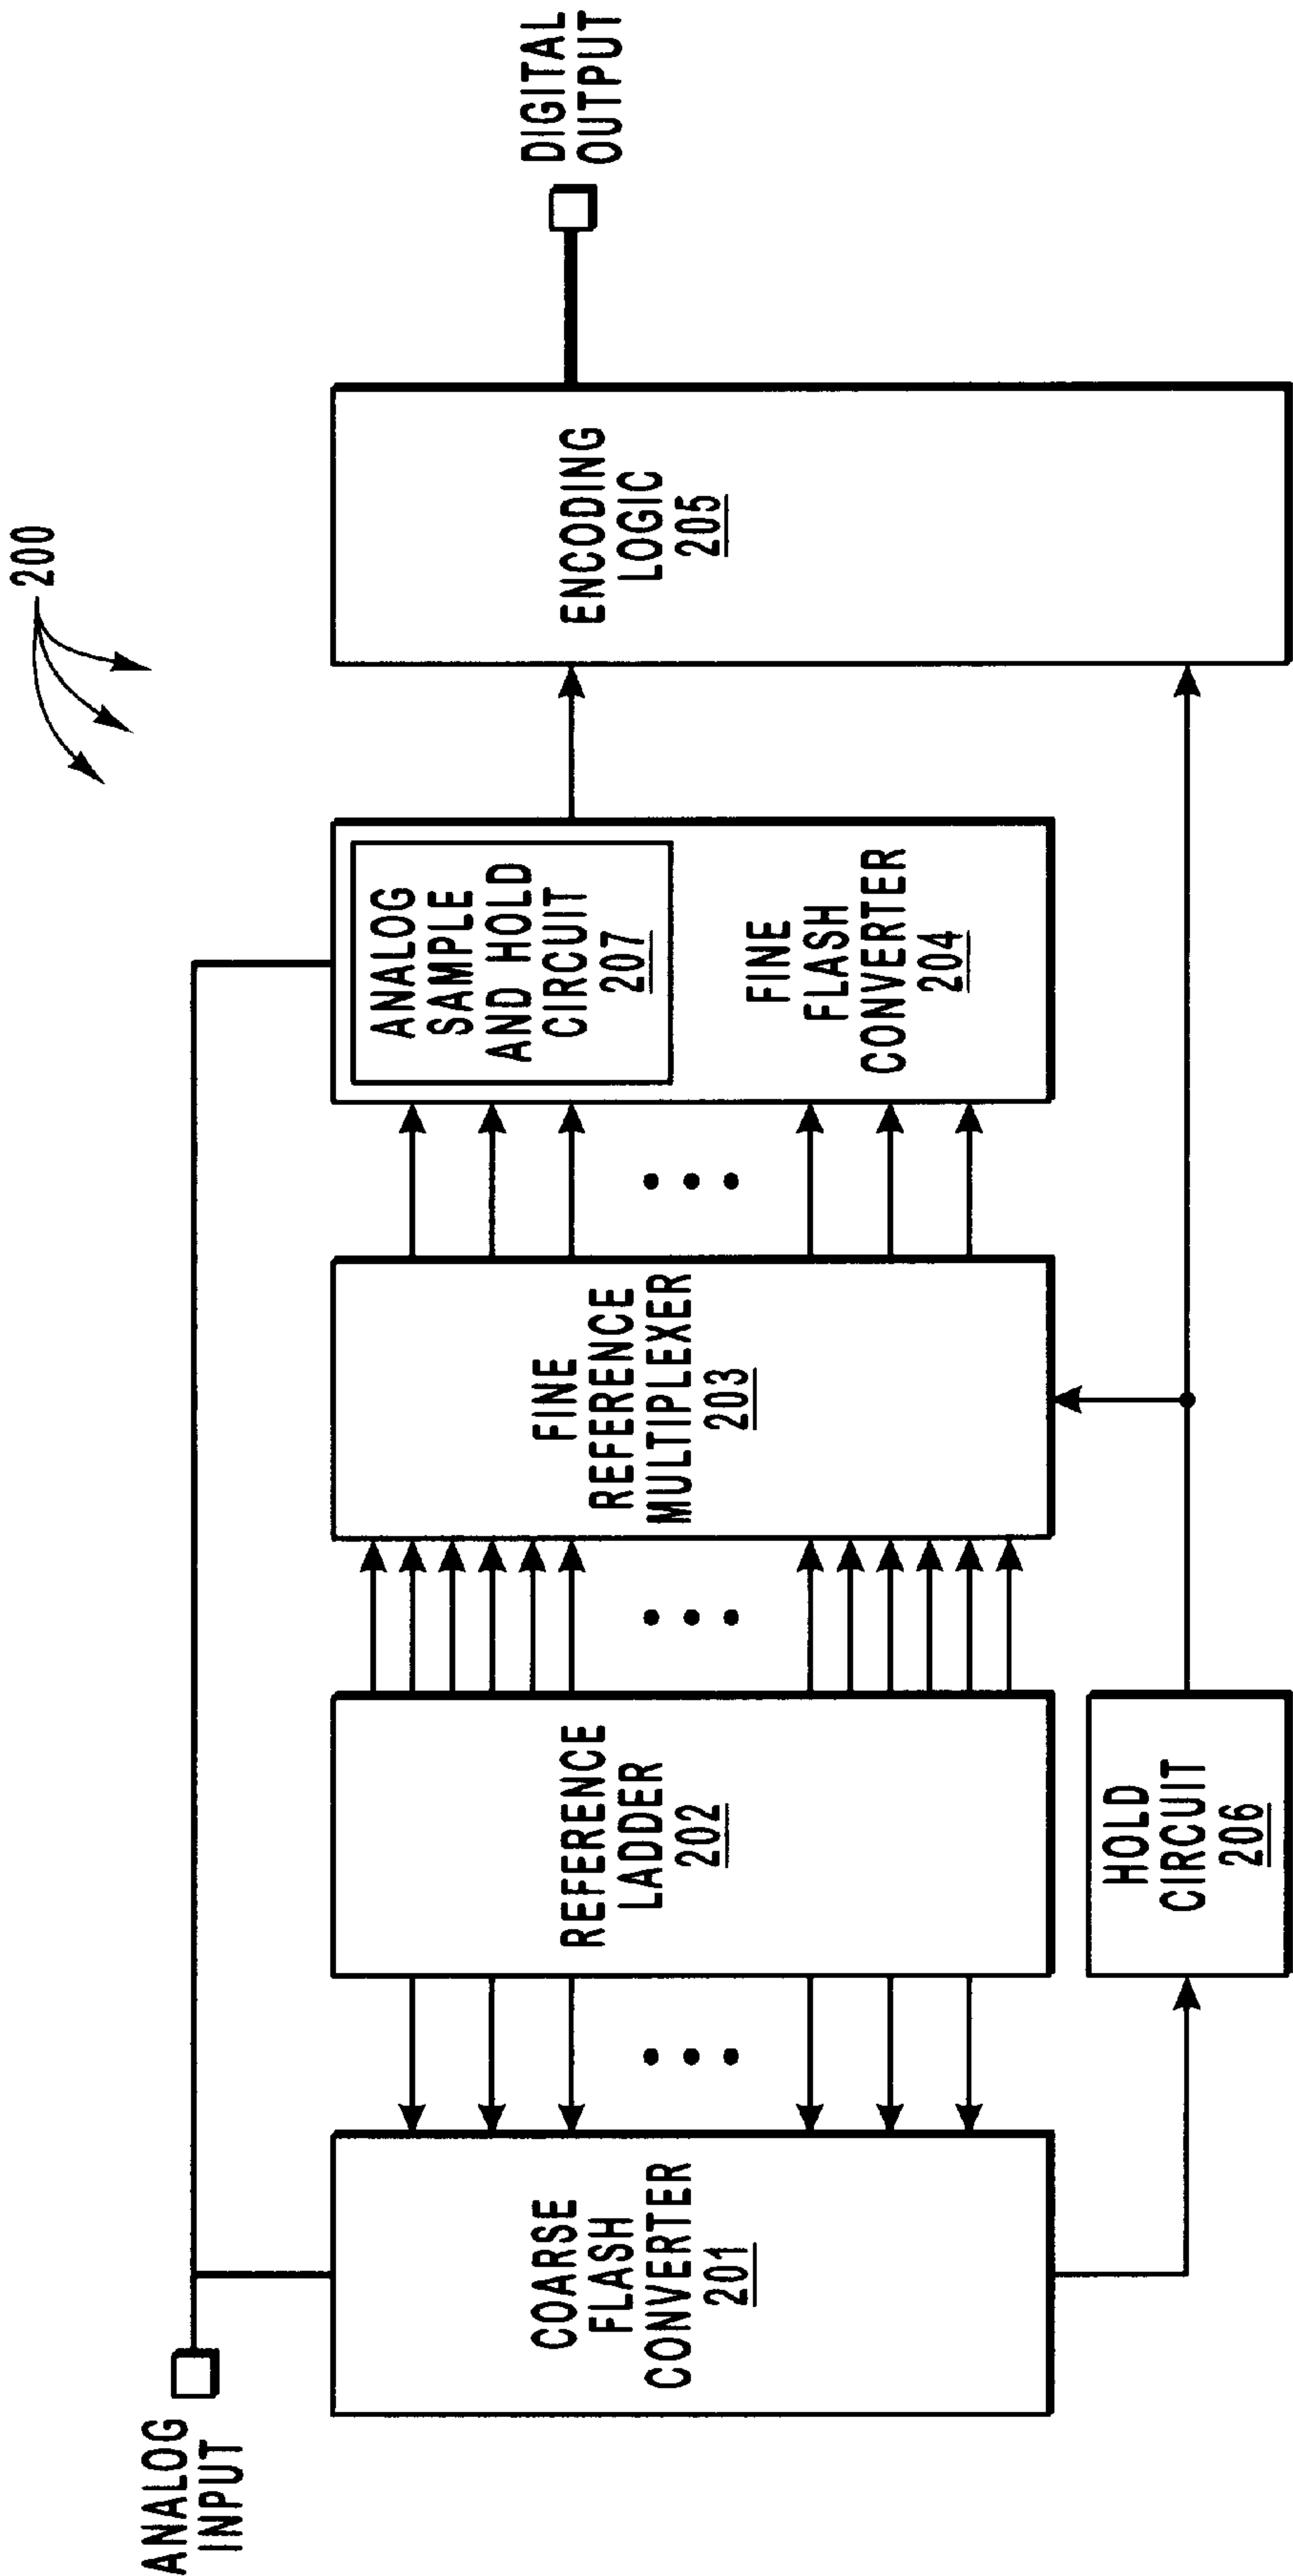 200
ANALOG
INPUT
COARSE
FLASH
CONVERTER
201
REFERENCE
LADDER
202
FINE
REFERENCE
MULTIPLEXER
203
ANALOG
SAMPLE
AND HOLD
CIRCUIT
207
FINE
FLASH
CONVERTER
204
ENCODING
LOGIC
205
DIGITAL
OUTPUT
HOLD
CIRCUIT
206